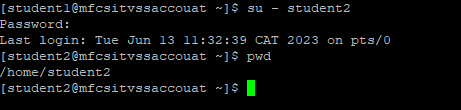 [student1@mfcsitvssaccouat ~]$ su - student2
Password:
Last login: Tue Jun 13 11:32:39 CAT 2023 on pts/0
[student2@mfcsitvssaccouat ~]$ pwd
/home/student2
[student2@mfcsitvssaccouat ~]$